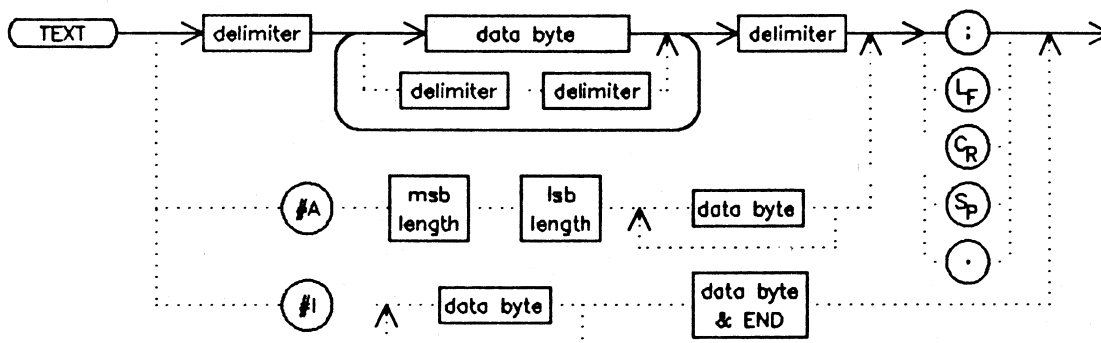 TEXT
delimiter
data byte
delimiter
;
delimiter
delimiter
LF
CR
#A
msb
length
lsb
length
data byte
SP
#I
data byte
data byte
& END